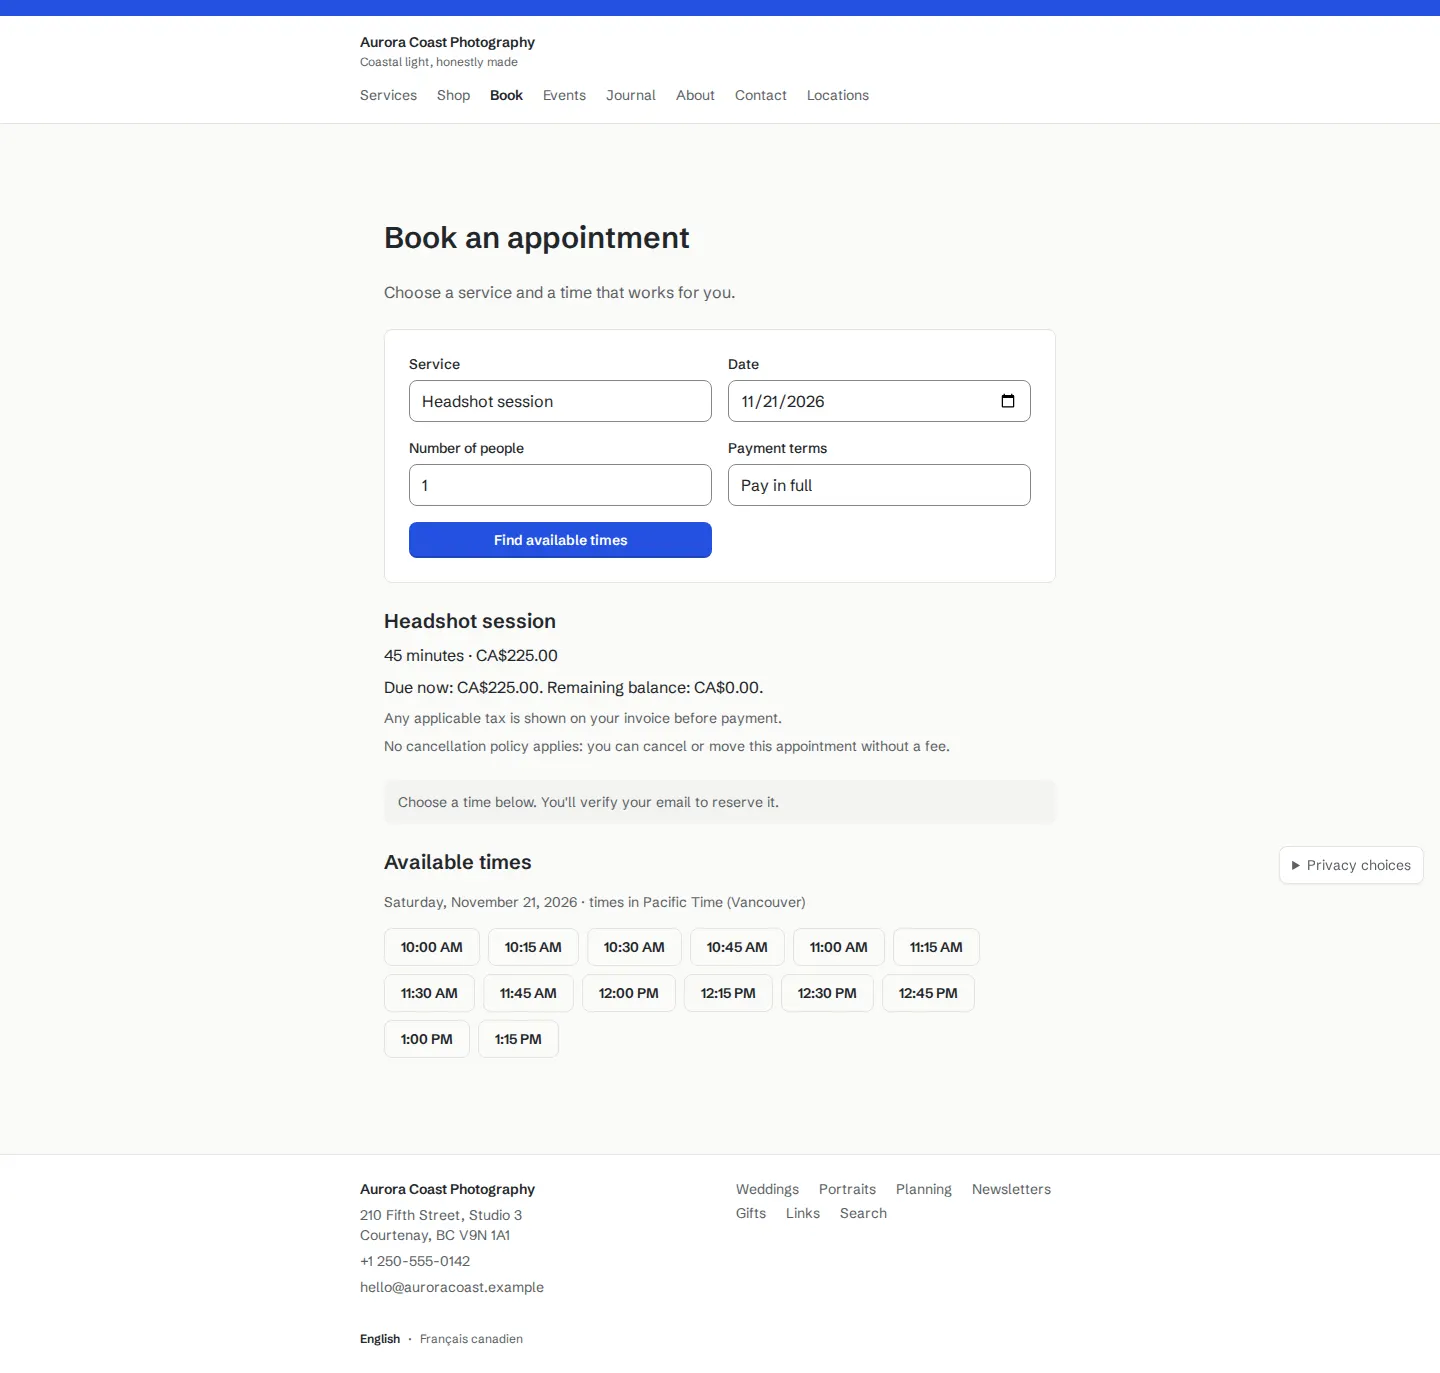 Aurora Coast Photography
Coastal light, honestly made
Services Shop Book Events Journal About Contact Locations
Book an appointment
Choose a service and a time that works for you.
Service Date
Headshot session 11/21/2026
Number of people Payment terms
1 Pay in full
Find available times
Headshot session
45 minutes · CA$225.00
Due now: CA$225.00. Remaining balance: CA$0.00.
Any applicable tax is shown on your invoice before payment.
No cancellation policy applies: you can cancel or move this appointment without a fee.
Choose a time below. You'll verify your email to reserve it.
Available times
Privacy choices
Saturday, November 21, 2026 · times in Pacific Time (Vancouver)
10:00 AM 10:15 AM 10:30 AM 10:45 AM 11:00 AM 11:15 AM
11:30 AM 11:45 AM 12:00 PM 12:15 PM 12:30 PM 12:45 PM
1:00 PM 1:15 PM
Aurora Coast Photography
210 Fifth Street, Studio 3
Courtenay, BC V9N 1A1
+1 250-555-0142
hello@auroracoast.example
Weddings Portraits Planning Newsletters
Gifts Links Search
English · Français canadien